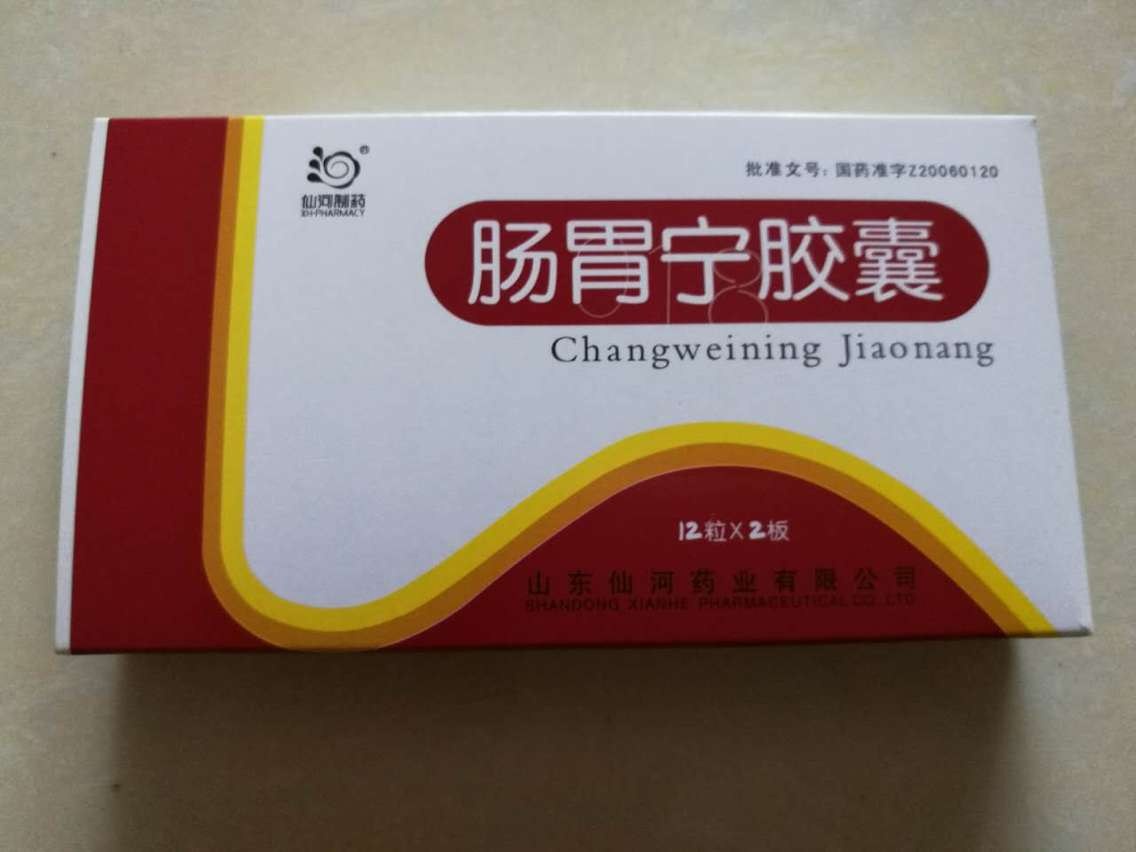 仙河制药
XH-PHARMACY
批准文号：国药准字Z20060120
肠胃宁胶囊
Changweining Jiaonang
12粒X2板
山东仙河药业有限公司
SHANDONG XIANHE PHARMACEUTICAL CO.LTD